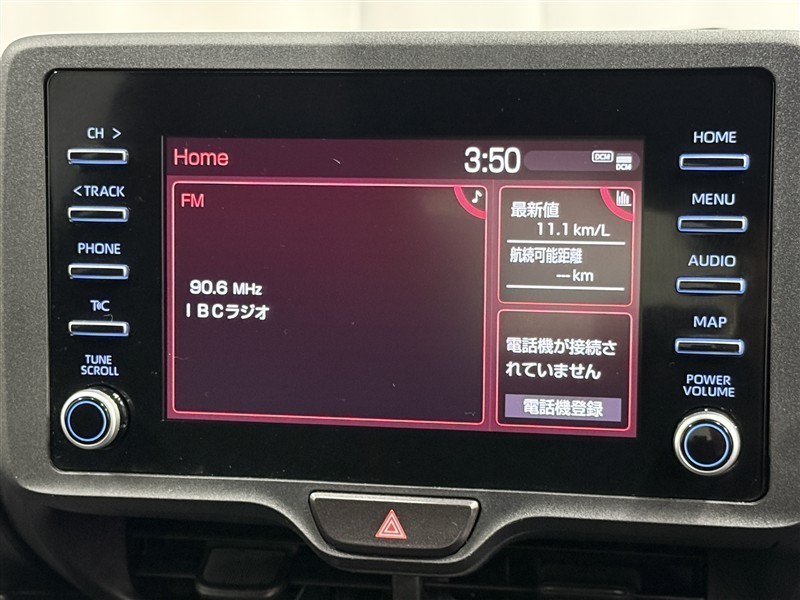 CH >
< TRACK
PHONE
T&C
TUNE
SCROLL
Home
3:50
DCM
DCM
FM
90.6 MHz
IBCラジオ
最新値
11.1 km/L
航続可能距離
--- km
電話機が接続さ
れていません
電話機登録
HOME
MENU
AUDIO
MAP
POWER
VOLUME